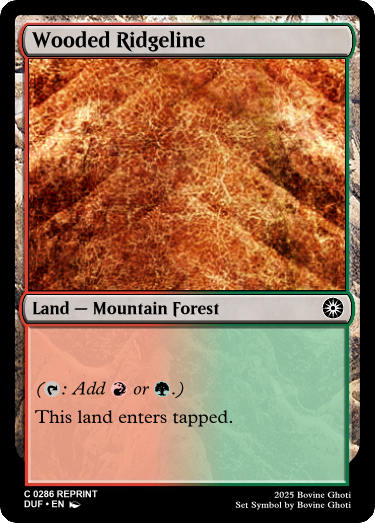 Wooded Ridgeline
Land — Mountain Forest
(: Add or .)
This land enters tapped.
C 0286 REPRINT
DUF • EN
2025 Bovine Ghoti
Set Symbol by Bovine Ghoti